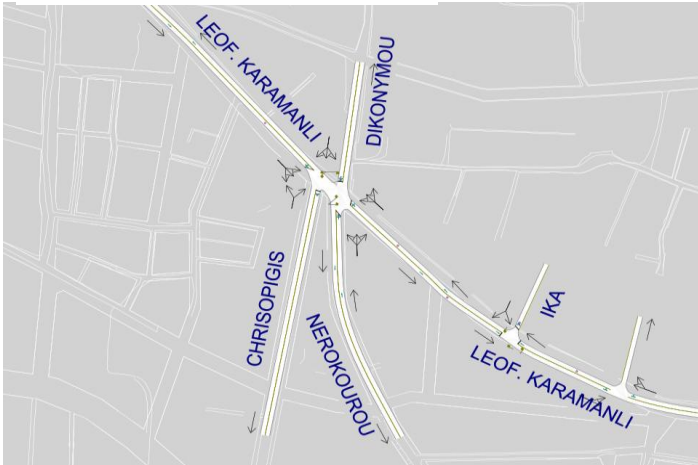 LEOF. KARAMANLI
DIKONYMOU
CHRISOPIGIS
NEROKOUROU
IKA
LEOF. KARAMANLI